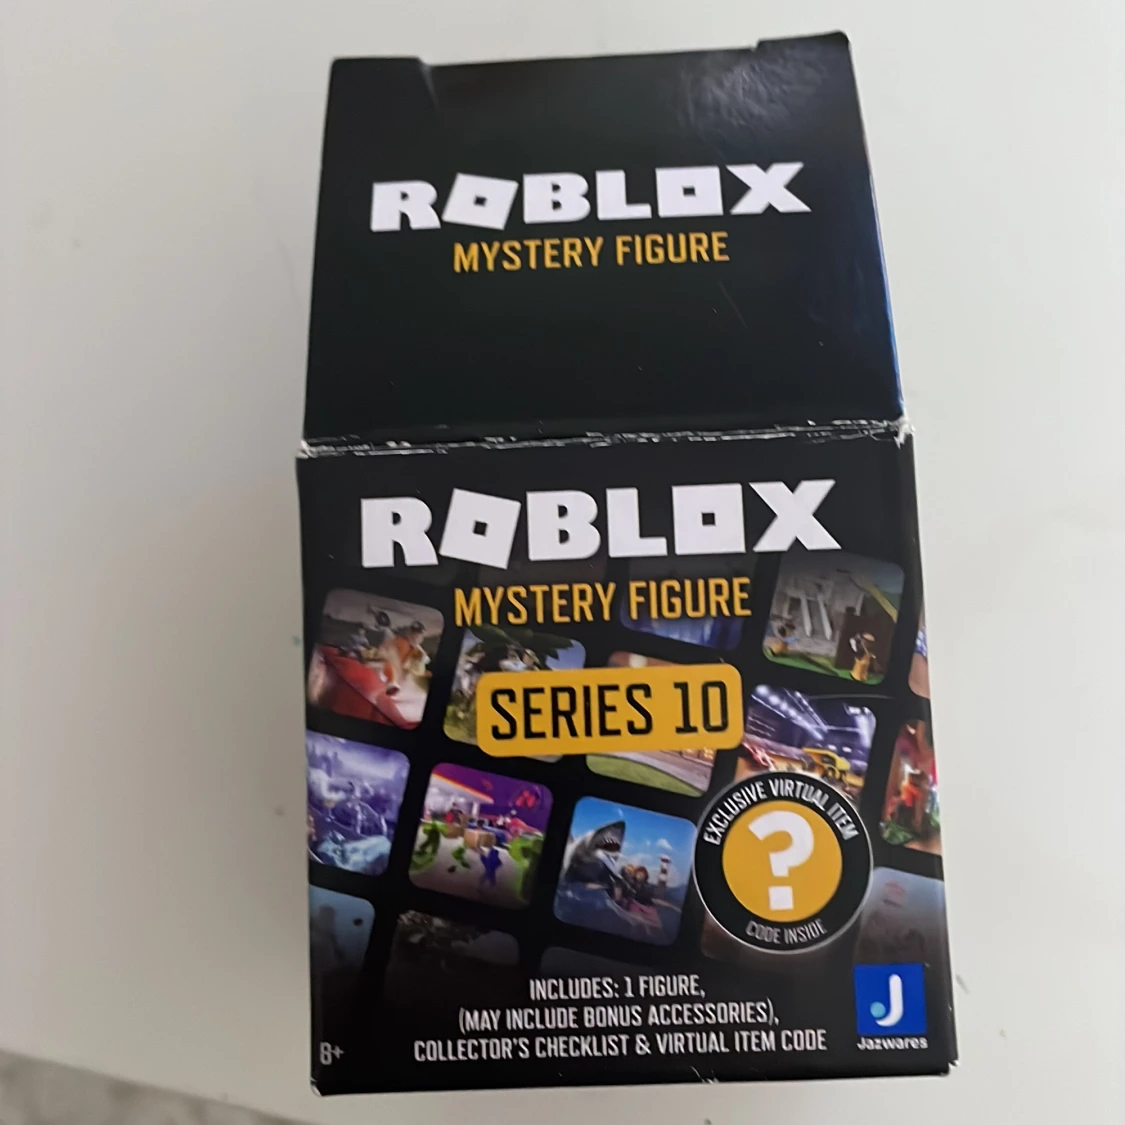 ROBLOX
MYSTERY FIGURE
ROBLOX
MYSTERY FIGURE
SERIES 10
EXCLUSIVE VIRTUAL ITEM
?
CODE INSIDE
INCLUDES: 1 FIGURE,
(MAY INCLUDE BONUS ACCESSORIES),
COLLECTOR'S CHECKLIST & VIRTUAL ITEM CODE
8+
J
Jazwares